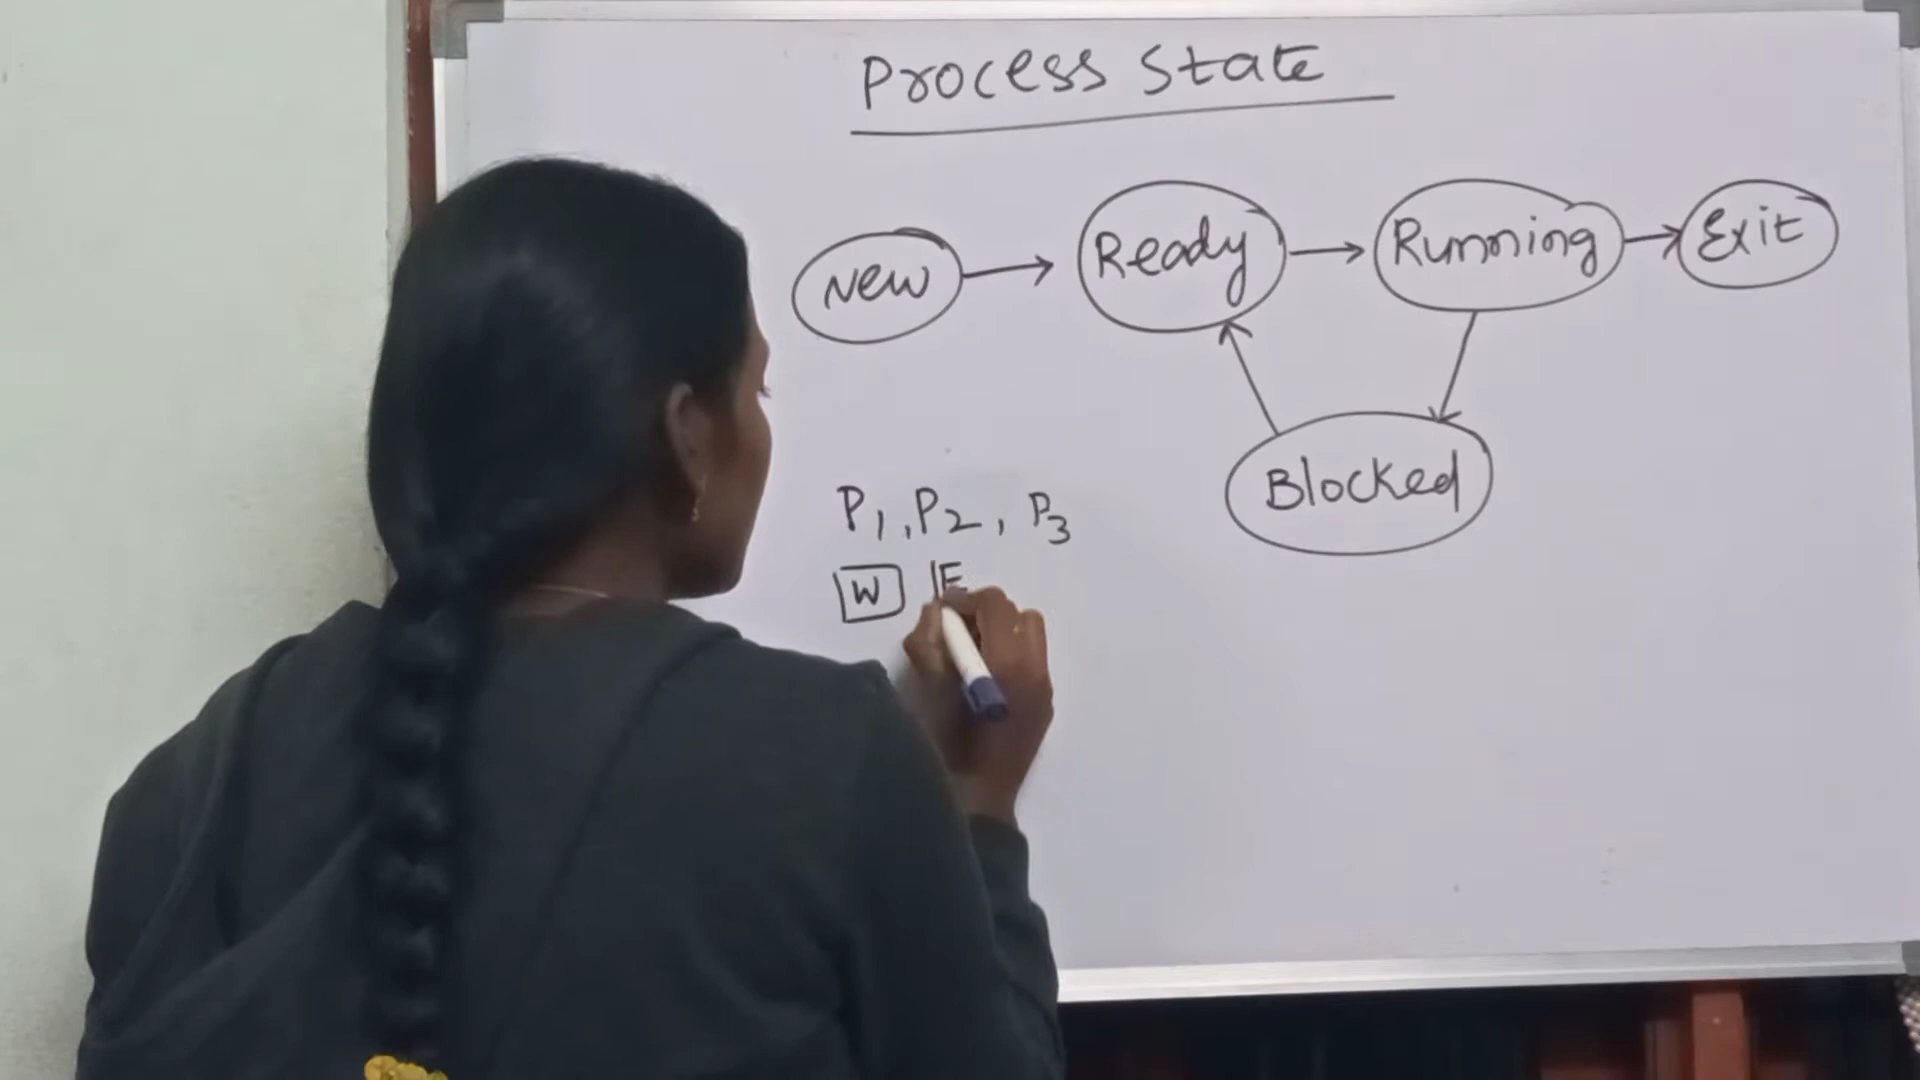 Process State
New → Ready → Running → Exit
Blocked
P1, P2, P3
W E